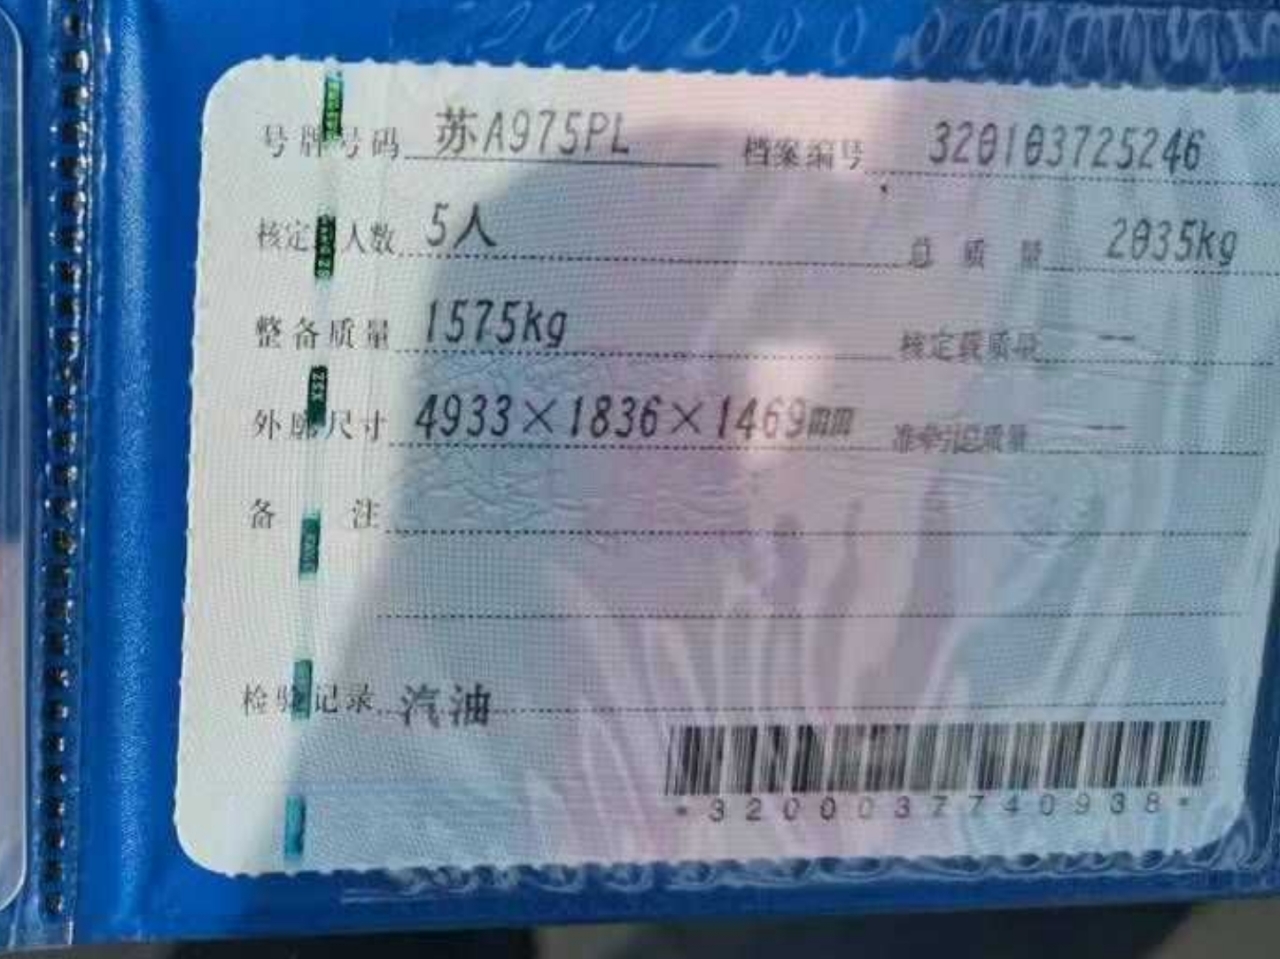 号牌号码 苏A975PL 档案编号 320103725246
核定 人数 5人 总质量 2035kg
整备质量 1575kg 核定载质量 --
外廓尺寸 4933×1836×1469mm 准牵引总质量 --
备注
检验记录 汽油
*3200037740938*